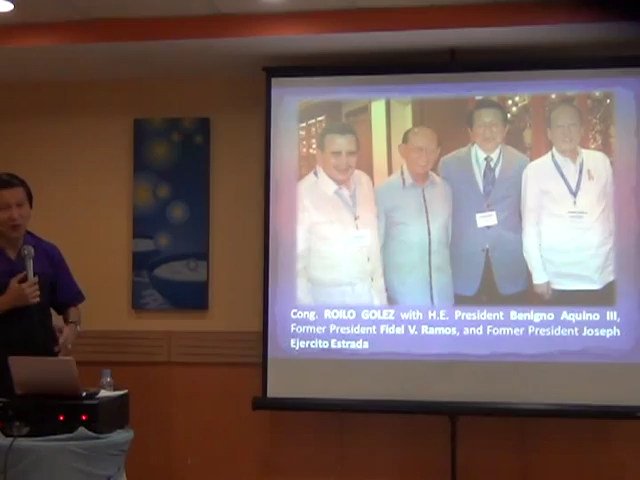 Cong. ROILO GOLEZ with H.E. President Benigno Aquino III,
Former President Fidel V. Ramos, and Former President Joseph
Ejercito Estrada